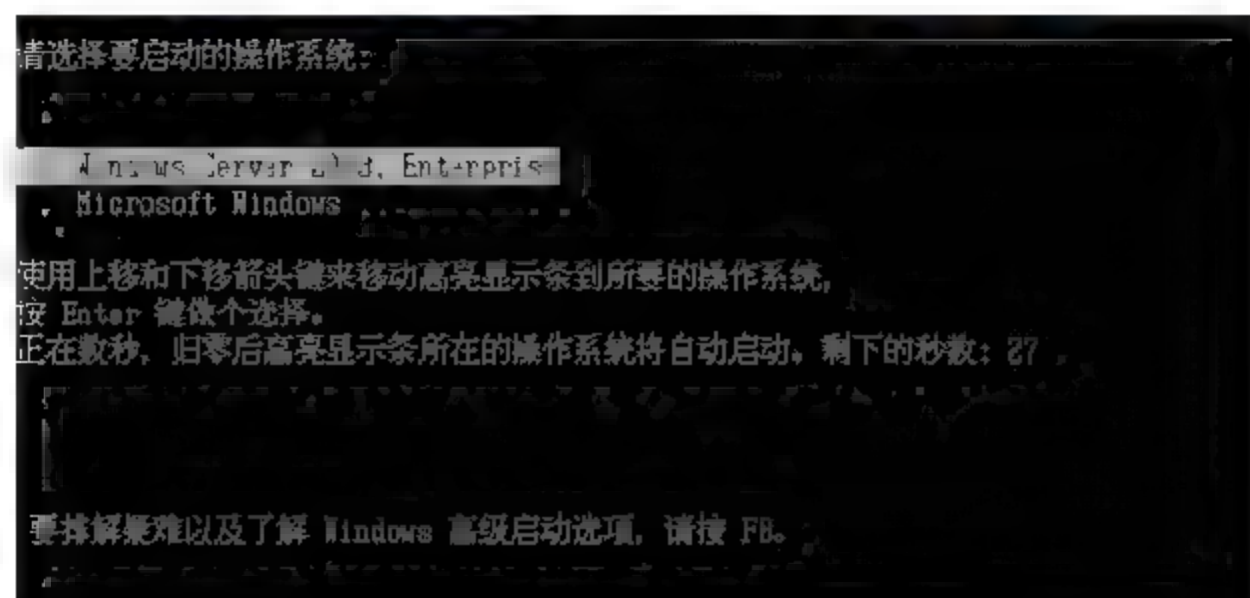 请选择要启动的操作系统:
Windows Server 2003, Enterprise
Microsoft Windows
使用上移和下移箭头键来移动高亮显示条到所要的操作系统,
按 Enter 键做个选择。
正在数秒, 归零后高亮显示条所在的操作系统将自动启动。剩下的秒数: 27
要排解疑难以及了解 Windows 高级启动选项, 请按 F8。